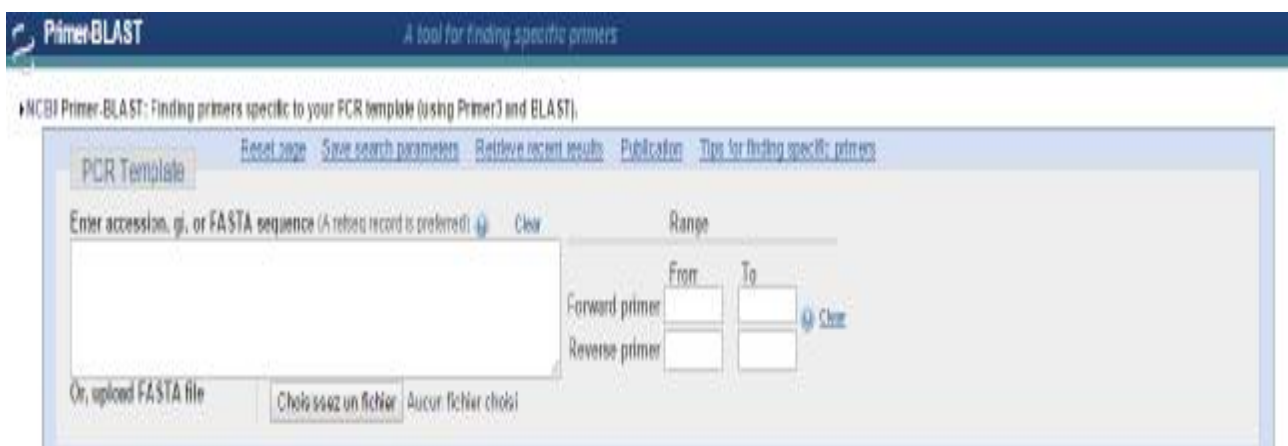 Primer-BLAST
A tool for finding specific primers
▸NCBI Primer-BLAST: Finding primers specific to your PCR template (using Primer3 and BLAST).
Reset page Save search parameters Retrieve recent results Publication Tips for finding specific primers
PCR Template
Enter accession, gi, or FASTA sequence (A refseq record is preferred) Clear
Range
From To
Forward primer
Clear
Reverse primer
Or, upload FASTA file
Choisissez un fichier Aucun fichier choisi